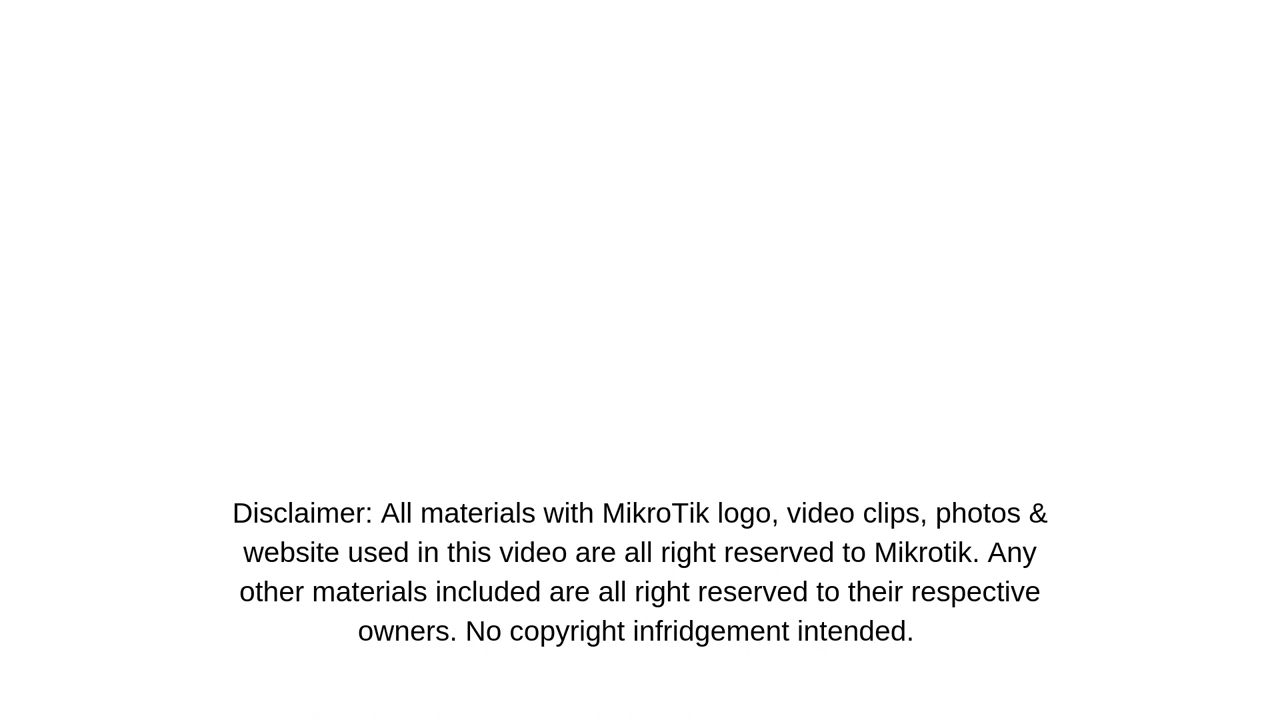 Disclaimer: All materials with MikroTik logo, video clips, photos &
website used in this video are all right reserved to Mikrotik. Any
other materials included are all right reserved to their respective
owners. No copyright infridgement intended.